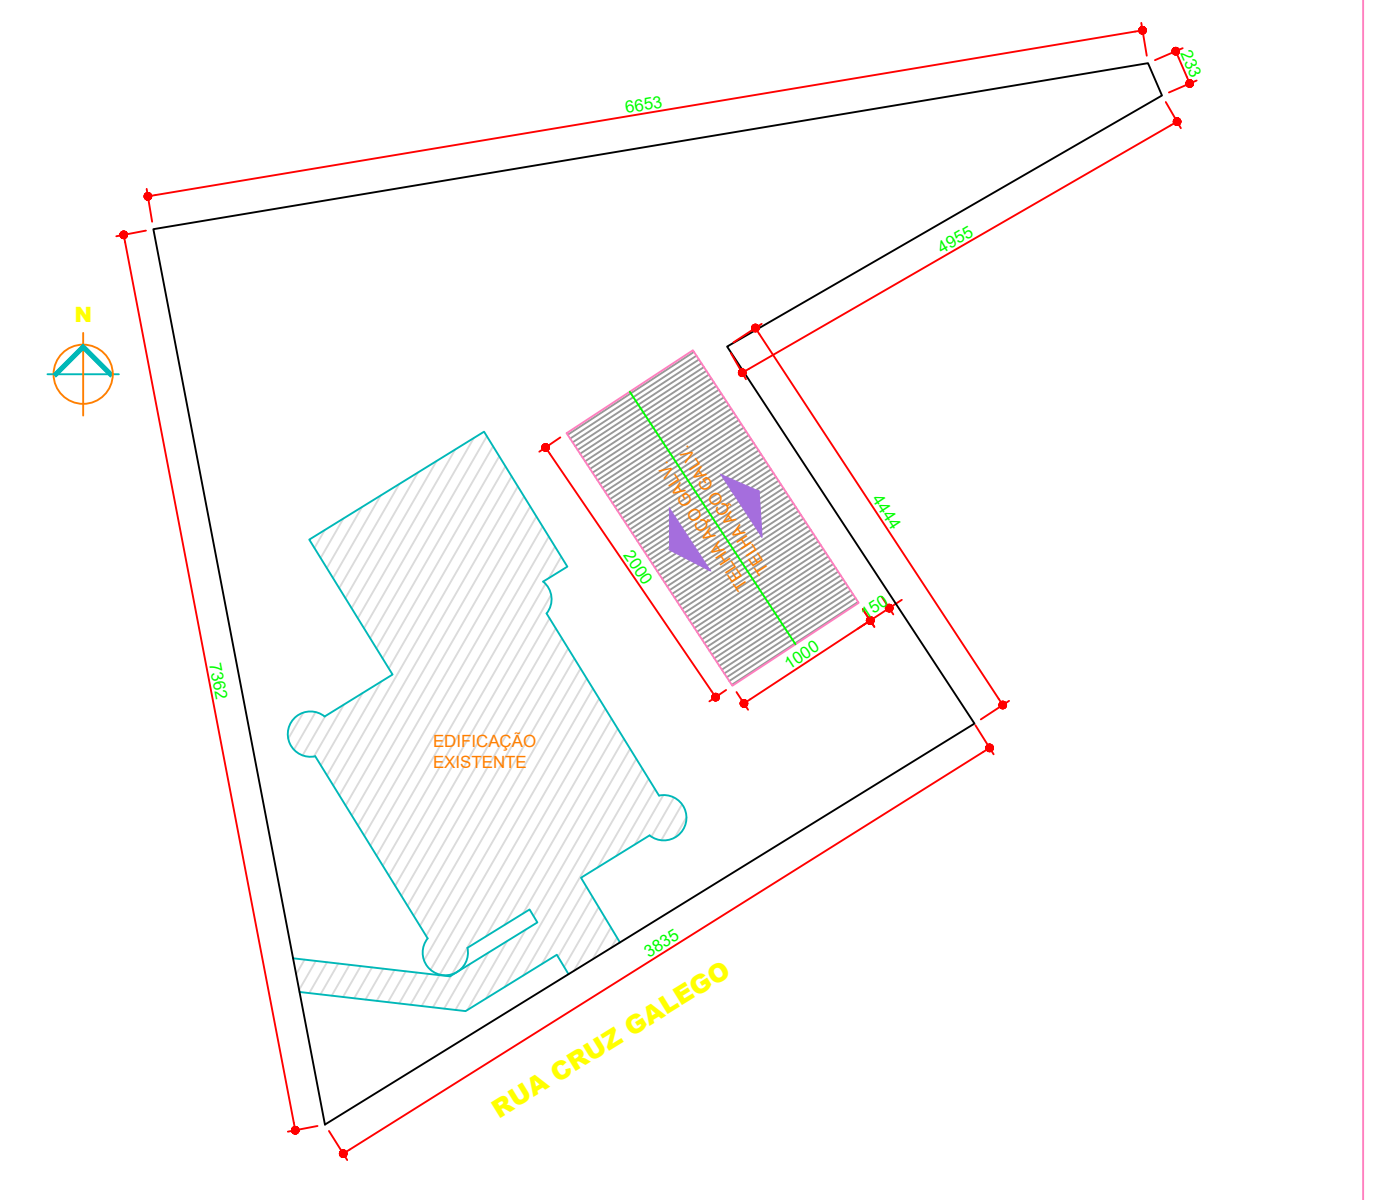 6653
233
4955
N
4444
TELHA AÇO GALV.
TELHA AÇO GALV.
2000
150
1000
7362
EDIFICAÇÃO
EXISTENTE
3835
RUA CRUZ GALEGO